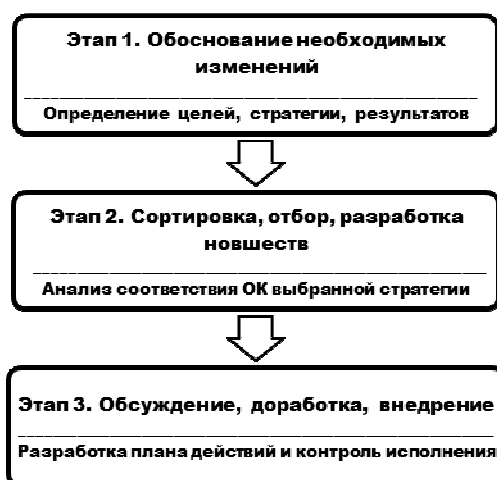 Этап 1. Обоснование необходимых
изменений
Определение целей, стратегии, результатов
Этап 2. Сортировка, отбор, разработка
новшеств
Анализ соответствия ОК выбранной стратегии
Этап 3. Обсуждение, доработка, внедрение
Разработка плана действий и контроль исполнения